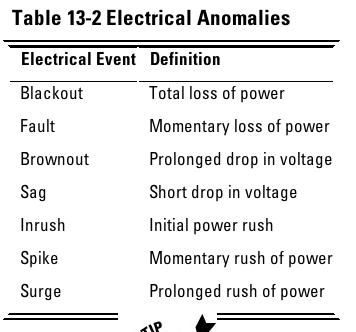 Table 13-2 Electrical Anomalies
Electrical Event Definition
Blackout Total loss of power
Fault Momentary loss of power
Brownout Prolonged drop in voltage
Sag Short drop in voltage
Inrush Initial power rush
Spike Momentary rush of power
Surge Prolonged rush of power
TIP